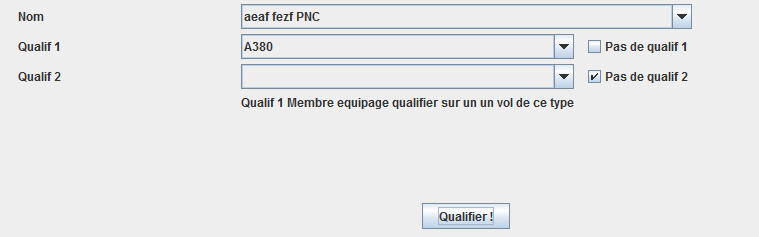 Nom aeaf fezf PNC
Qualif 1 A380 Pas de qualif 1
Qualif 2 Pas de qualif 2
Qualif 1 Membre equipage qualifier sur un un vol de ce type
Qualifier !